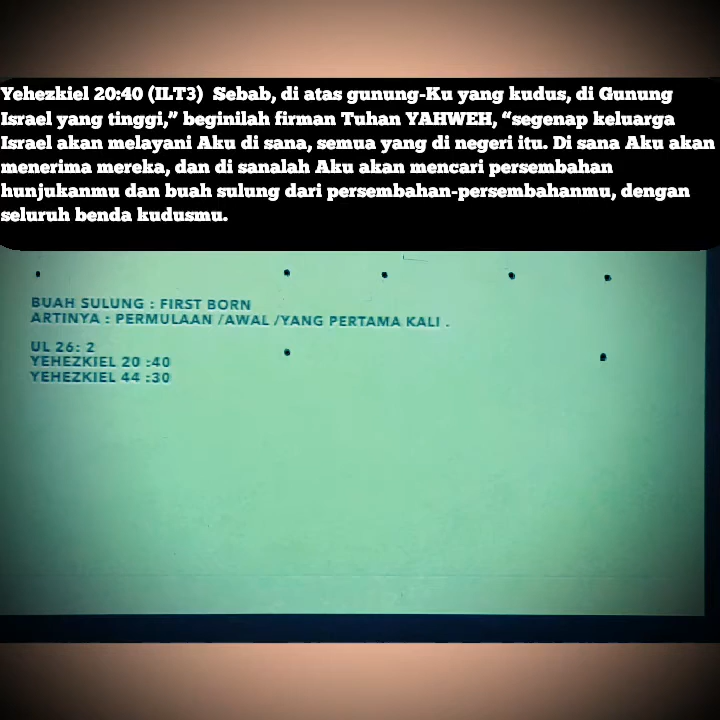 Yehezkiel 20:40 (ILT3)  Sebab, di atas gunung-Ku yang kudus, di Gunung
Israel yang tinggi,” beginilah firman Tuhan YAHWEH, “segenap keluarga
Israel akan melayani Aku di sana, semua yang di negeri itu. Di sana Aku akan
menerima mereka, dan di sanalah Aku akan mencari persembahan
hunjukanmu dan buah sulung dari persembahan-persembahanmu, dengan
seluruh benda kudusmu.
BUAH SULUNG : FIRST BORN
ARTINYA : PERMULAAN /AWAL /YANG PERTAMA KALI .
UL 26: 2
YEHEZKIEL 20 :40
YEHEZKIEL 44 :30